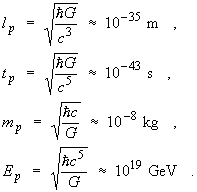 l_p = √(ħG/c³) ≈ 10⁻³⁵ m ,
t_p = √(ħG/c⁵) ≈ 10⁻⁴³ s ,
m_p = √(ħc/G) ≈ 10⁻⁸ kg ,
E_p = √(ħc⁵/G) ≈ 10¹⁹ GeV .